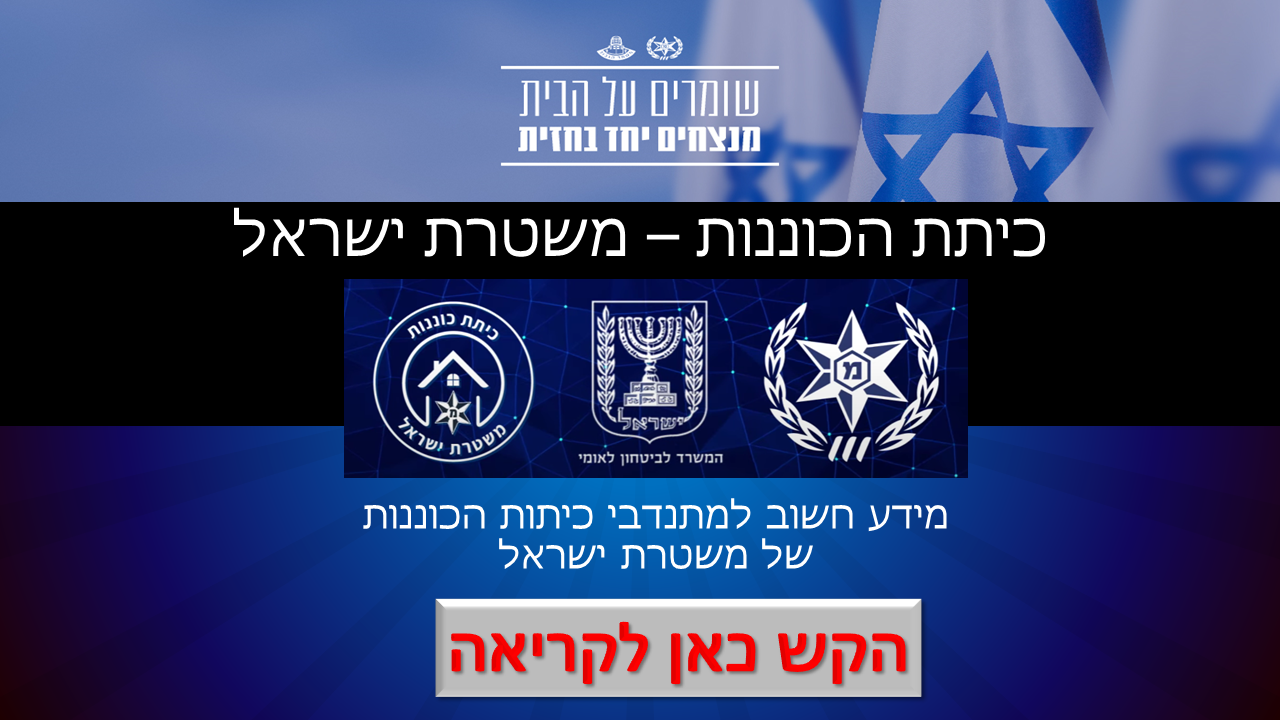 שומרים על הבית
מנצחים יחד בחזית
כיתת הכוננות – משטרת ישראל
כיתת כוננות
משטרת ישראל
ישראל
המשרד לביטחון לאומי
מ
מידע חשוב למתנדבי כיתות הכוננות
של משטרת ישראל
הקש כאן לקריאה